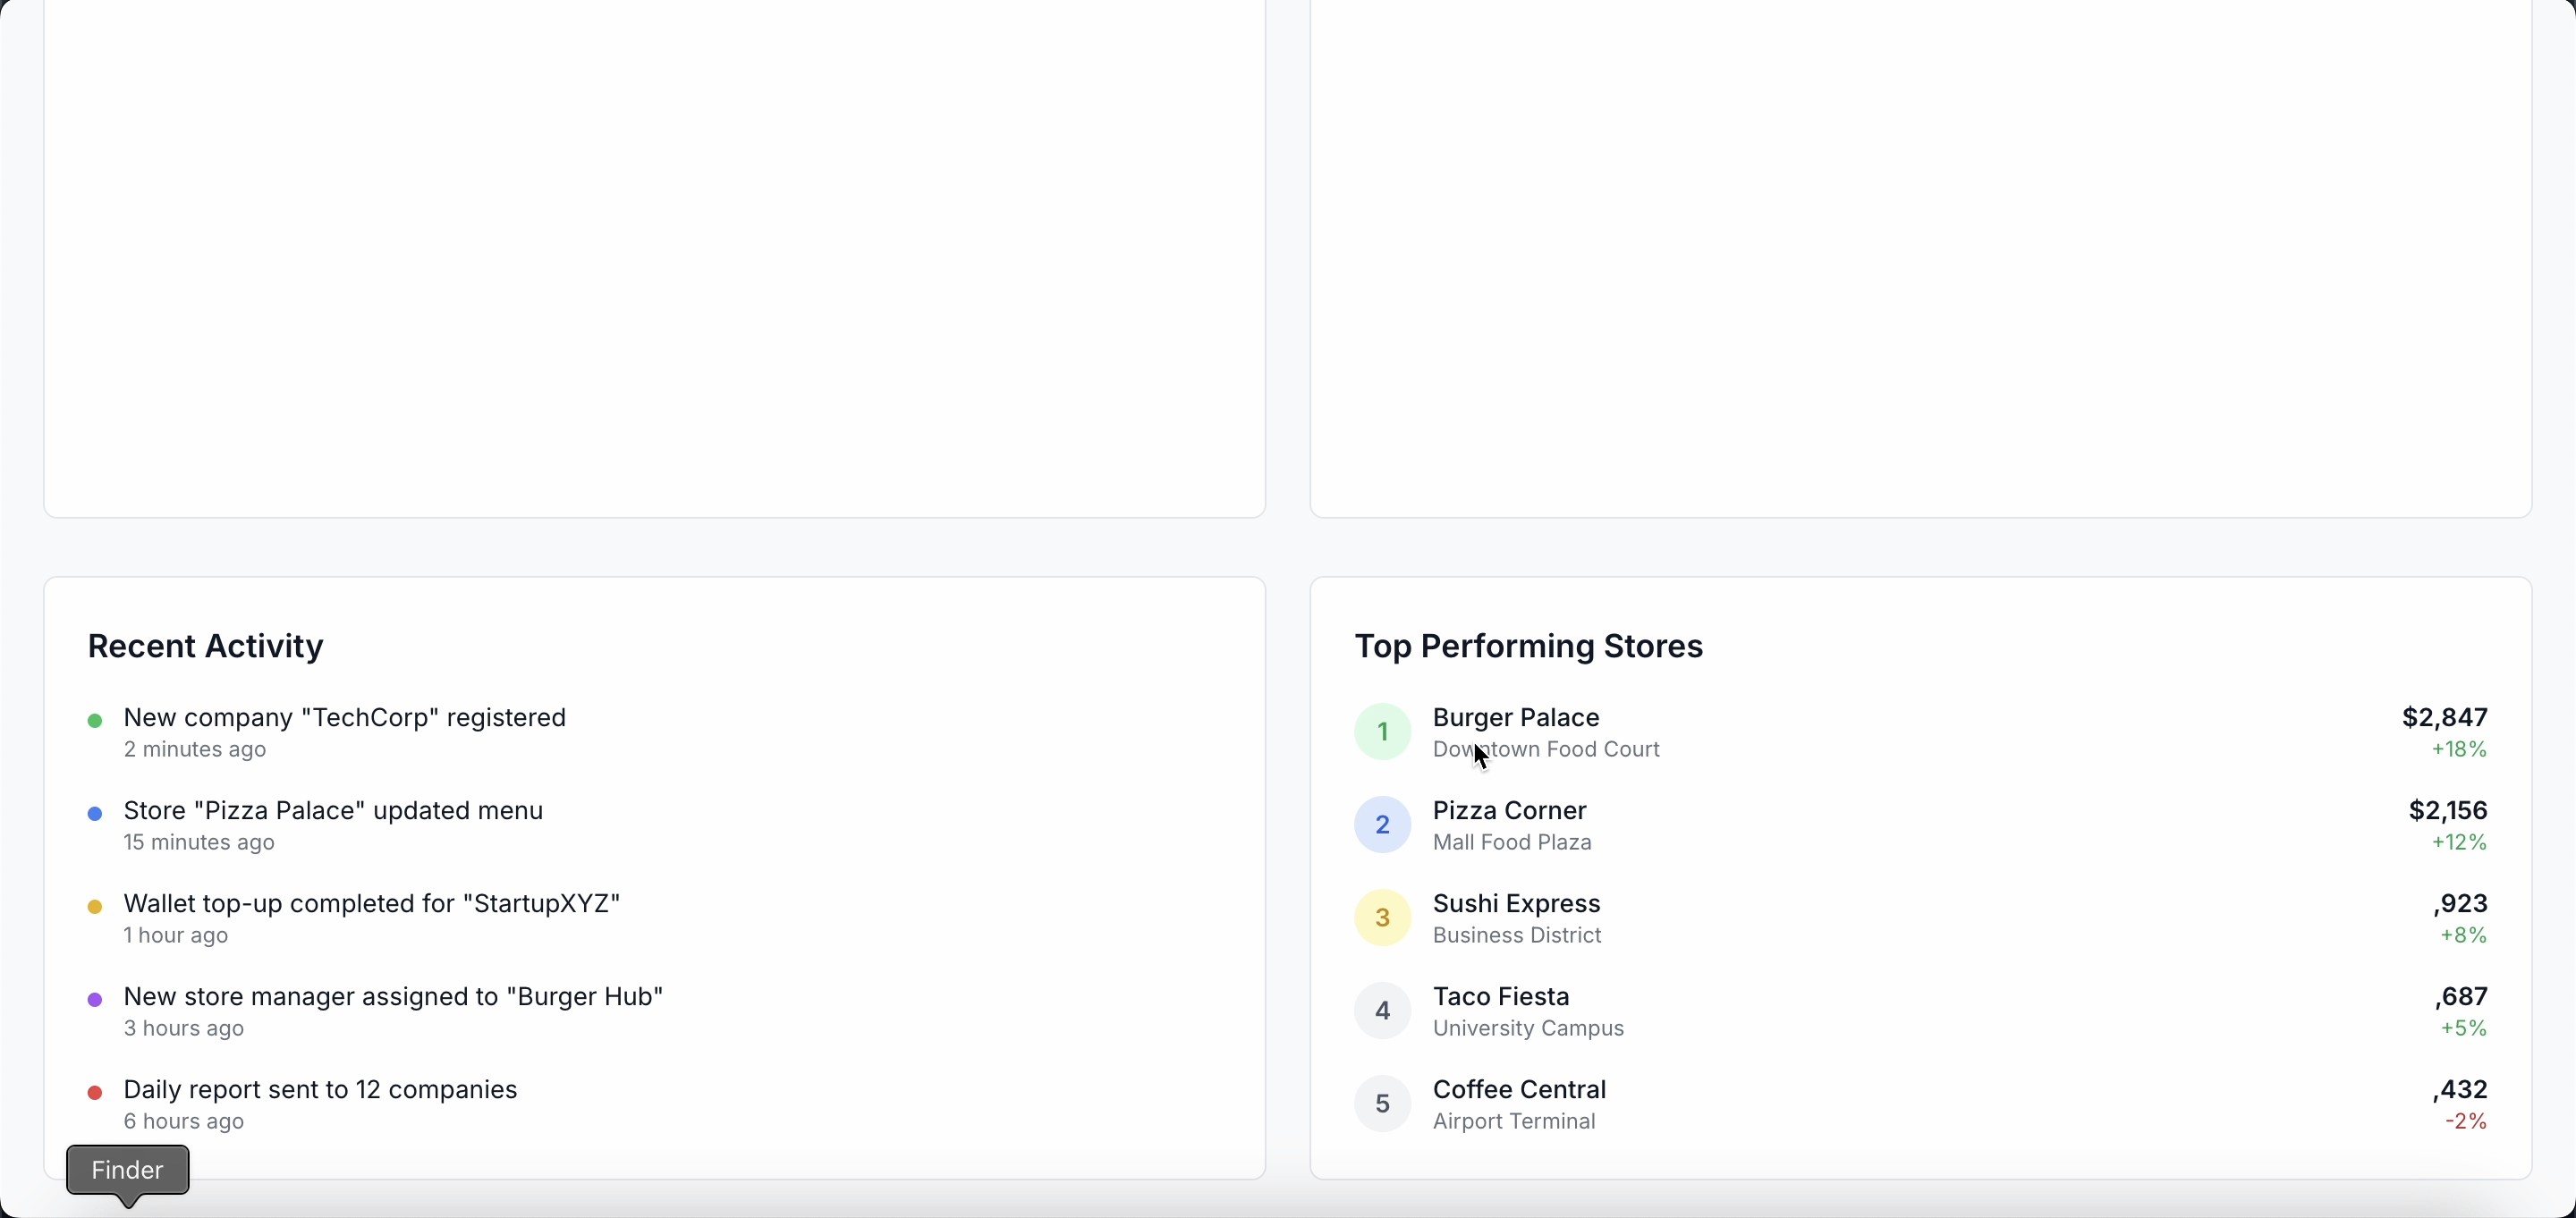 Recent Activity
New company "TechCorp" registered
2 minutes ago
Store "Pizza Palace" updated menu
15 minutes ago
Wallet top-up completed for "StartupXYZ"
1 hour ago
New store manager assigned to "Burger Hub"
3 hours ago
Daily report sent to 12 companies
6 hours ago
Finder
Top Performing Stores
1
Burger Palace
Downtown Food Court
$2,847
+18%
2
Pizza Corner
Mall Food Plaza
$2,156
+12%
3
Sushi Express
Business District
,923
+8%
4
Taco Fiesta
University Campus
,687
+5%
5
Coffee Central
Airport Terminal
,432
-2%